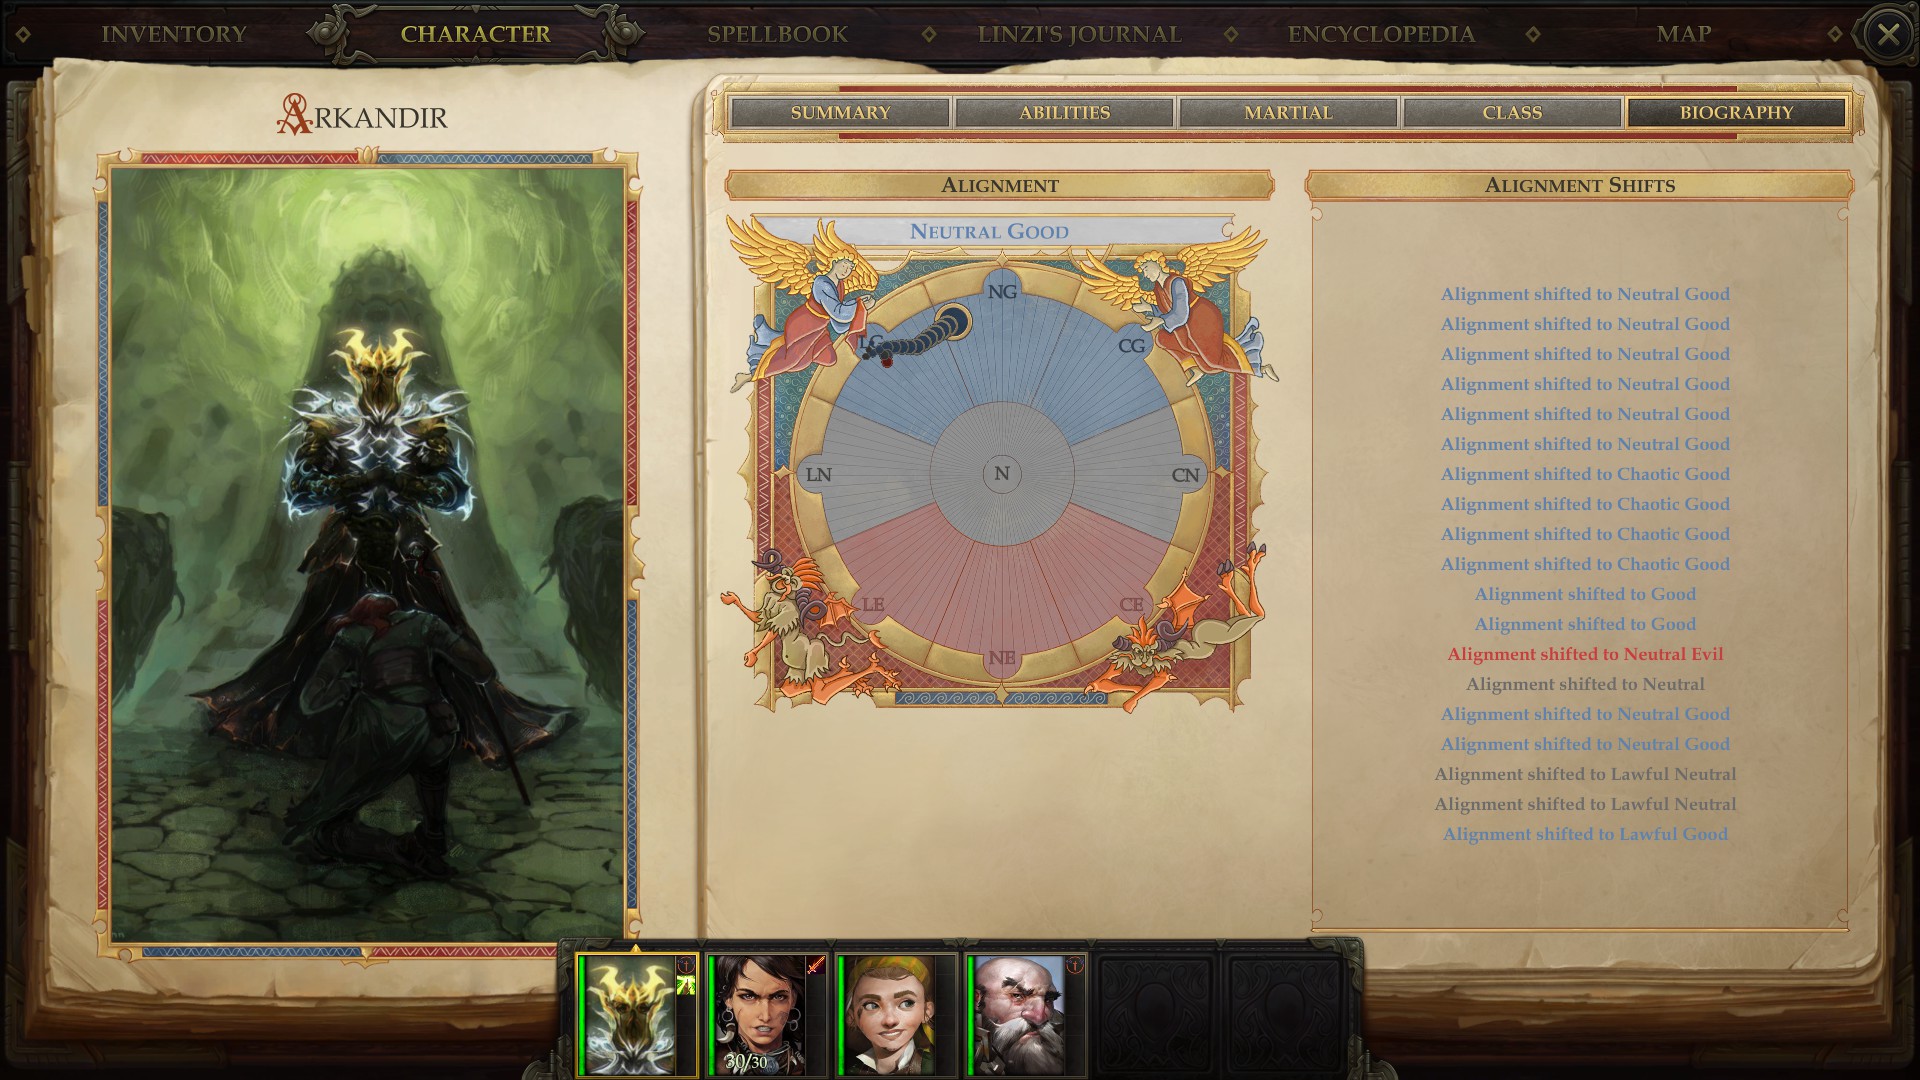 INVENTORY
CHARACTER
SPELLBOOK
LINZI'S JOURNAL
ENCYCLOPEDIA
MAP
ARKANDIR
SUMMARY
ABILITIES
MARTIAL
CLASS
BIOGRAPHY
ALIGNMENT
NEUTRAL GOOD
NG
LG
CG
LN
N
CN
LE
CE
NE
ALIGNMENT SHIFTS
Alignment shifted to Neutral Good
Alignment shifted to Neutral Good
Alignment shifted to Neutral Good
Alignment shifted to Neutral Good
Alignment shifted to Neutral Good
Alignment shifted to Neutral Good
Alignment shifted to Chaotic Good
Alignment shifted to Chaotic Good
Alignment shifted to Chaotic Good
Alignment shifted to Chaotic Good
Alignment shifted to Good
Alignment shifted to Good
Alignment shifted to Neutral Evil
Alignment shifted to Neutral
Alignment shifted to Neutral Good
Alignment shifted to Neutral Good
Alignment shifted to Lawful Neutral
Alignment shifted to Lawful Neutral
Alignment shifted to Lawful Good
30/30